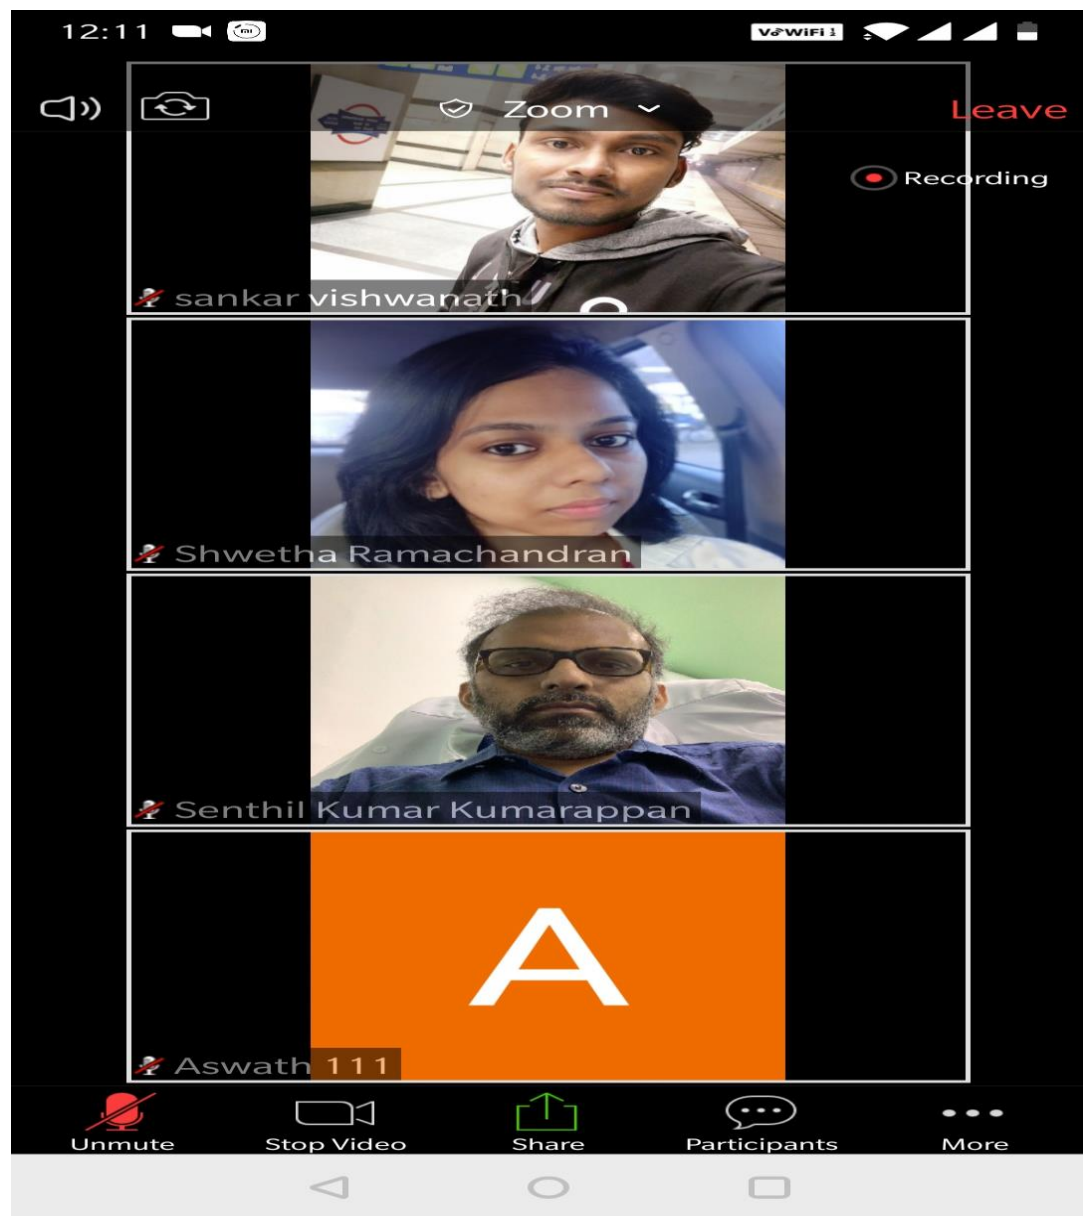 12:11
VoWiFi 1
Zoom
Leave
Recording
sankar vishwanath
Shwetha Ramachandran
Senthil Kumar Kumarappan
A
Aswath 111
Unmute
Stop Video
Share
Participants
More